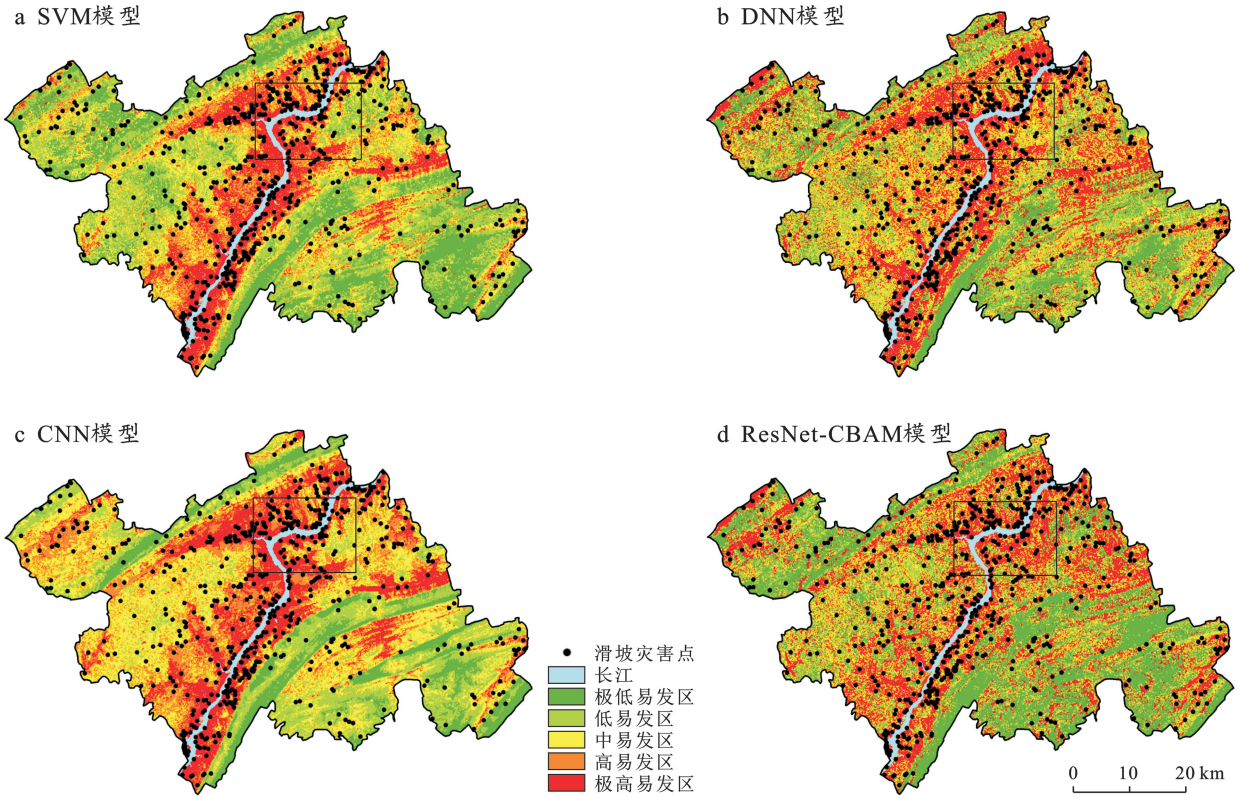 a SVM模型
b DNN模型
c CNN模型
d ResNet-CBAM模型
滑坡灾害点
长江
极低易发区
低易发区
中易发区
高易发区
极高易发区
0 10 20 km